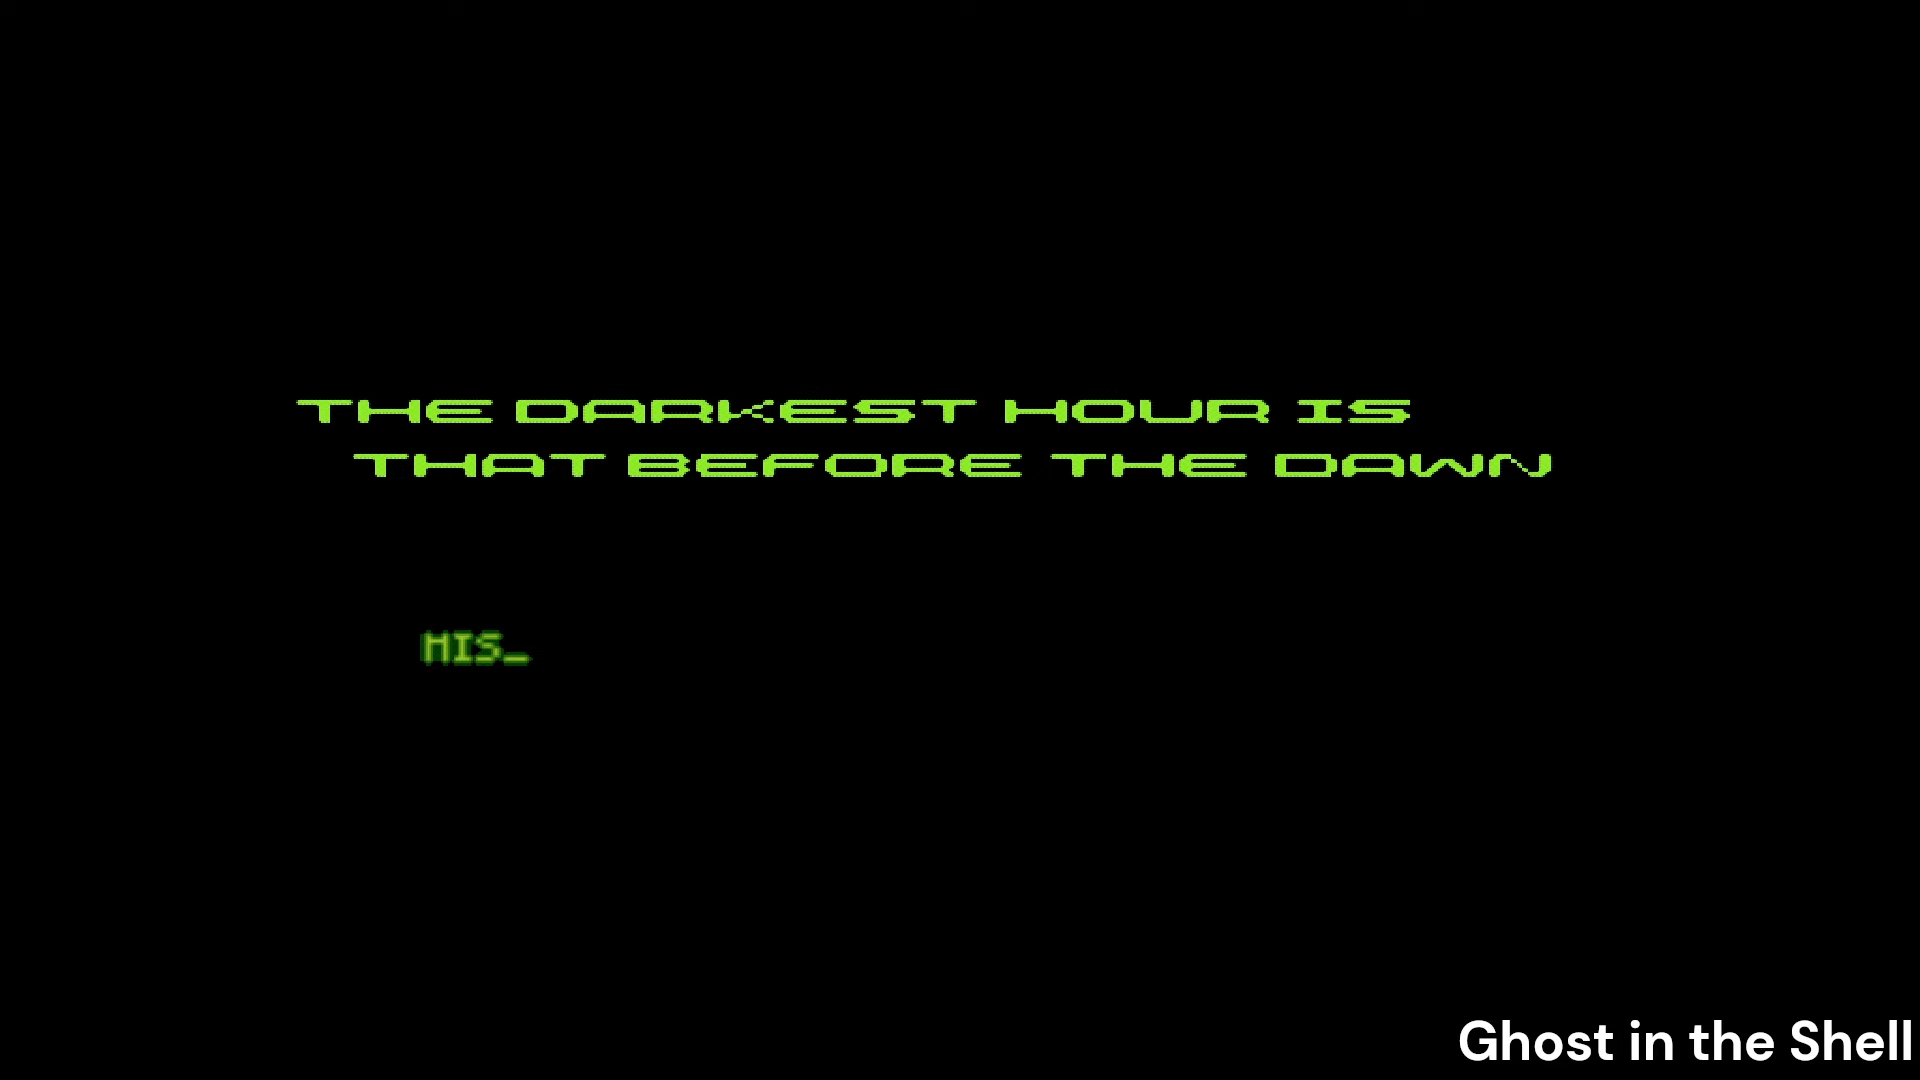 THE DARKEST HOUR IS
THAT BEFORE THE DAWN
MIS_
Ghost in the Shell